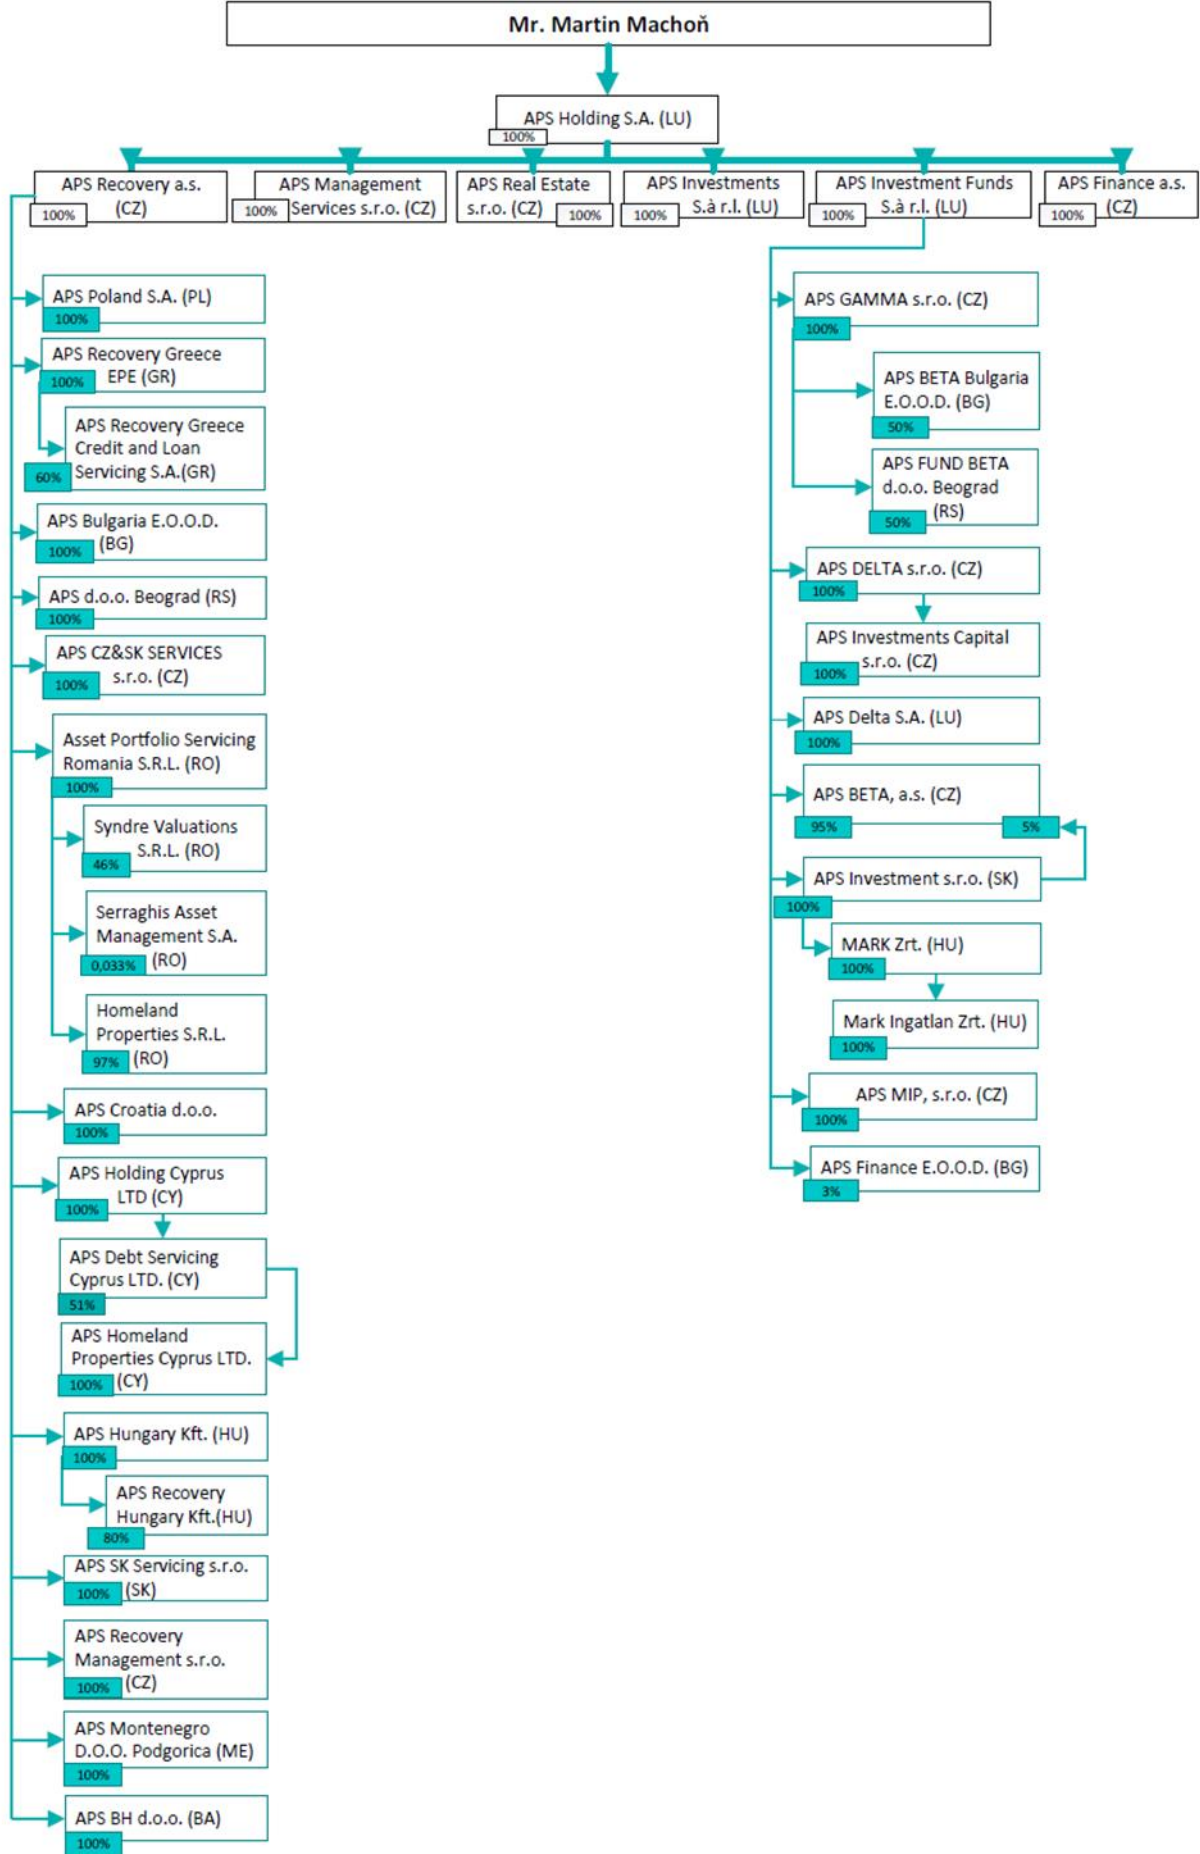 Mr. Martin Machoň
APS Holding S.A. (LU)
100%
APS Recovery a.s.
(CZ)
100%
APS Management
Services s.r.o. (CZ)
100%
APS Real Estate
s.r.o. (CZ)
100%
APS Investments
S.à r.l. (LU)
100%
APS Investment Funds
S.à r.l. (LU)
100%
APS Finance a.s.
(CZ)
100%
APS Poland S.A. (PL)
100%
APS Recovery Greece
EPE (GR)
100%
APS Recovery Greece
Credit and Loan
Servicing S.A.(GR)
60%
APS Bulgaria E.O.O.D.
(BG)
100%
APS d.o.o. Beograd (RS)
100%
APS CZ&SK SERVICES
s.r.o. (CZ)
100%
Asset Portfolio Servicing
Romania S.R.L. (RO)
100%
Syndre Valuations
S.R.L. (RO)
46%
Serraghis Asset
Management S.A.
(RO)
0,033%
Homeland
Properties S.R.L.
(RO)
97%
APS Croatia d.o.o.
100%
APS Holding Cyprus
LTD (CY)
100%
APS Debt Servicing
Cyprus LTD. (CY)
51%
APS Homeland
Properties Cyprus LTD.
(CY)
100%
APS Hungary Kft. (HU)
100%
APS Recovery
Hungary Kft.(HU)
80%
APS SK Servicing s.r.o.
(SK)
100%
APS Recovery
Management s.r.o.
(CZ)
100%
APS Montenegro
D.O.O. Podgorica (ME)
100%
APS BH d.o.o. (BA)
100%
APS GAMMA s.r.o. (CZ)
100%
APS BETA Bulgaria
E.O.O.D. (BG)
50%
APS FUND BETA
d.o.o. Beograd
(RS)
50%
APS DELTA s.r.o. (CZ)
100%
APS Investments Capital
s.r.o. (CZ)
100%
APS Delta S.A. (LU)
100%
APS BETA, a.s. (CZ)
95%
5%
APS Investment s.r.o. (SK)
100%
MARK Zrt. (HU)
100%
Mark Ingatlan Zrt. (HU)
100%
APS MIP, s.r.o. (CZ)
100%
APS Finance E.O.O.D. (BG)
3%